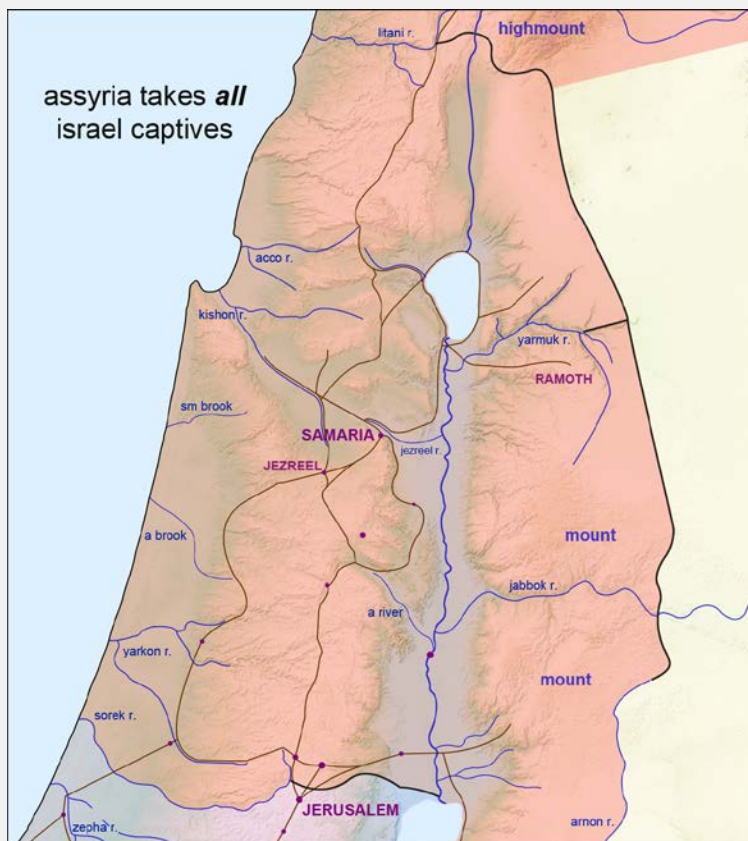 litani r.
highmount
assyria takes all
israel captives
acco r.
kishon r.
yarmuk r.
RAMOTH
sm brook
SAMARIA
jezreel r.
JEZREEL
a brook
mount
jabbok r.
a river
yarkon r.
mount
sorek r.
JERUSALEM
zepha r.
arnon r.